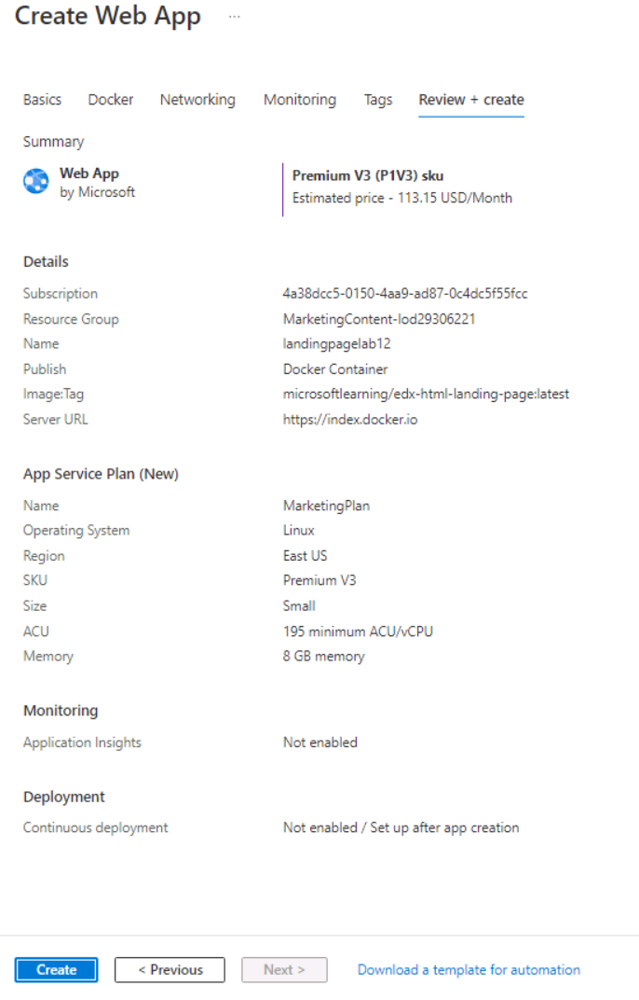 Create Web App ...
Basics Docker Networking Monitoring Tags Review + create
Summary
Web App
by Microsoft
Premium V3 (P1V3) sku
Estimated price - 113.15 USD/Month
Details
Subscription 4a38dcc5-0150-4aa9-ad87-0c4dc5f55fcc
Resource Group MarketingContent-lod29306221
Name landingpagelab12
Publish Docker Container
Image:Tag microsoftlearning/edx-html-landing-page:latest
Server URL https://index.docker.io
App Service Plan (New)
Name MarketingPlan
Operating System Linux
Region East US
SKU Premium V3
Size Small
ACU 195 minimum ACU/vCPU
Memory 8 GB memory
Monitoring
Application Insights Not enabled
Deployment
Continuous deployment Not enabled / Set up after app creation
Create < Previous Next > Download a template for automation